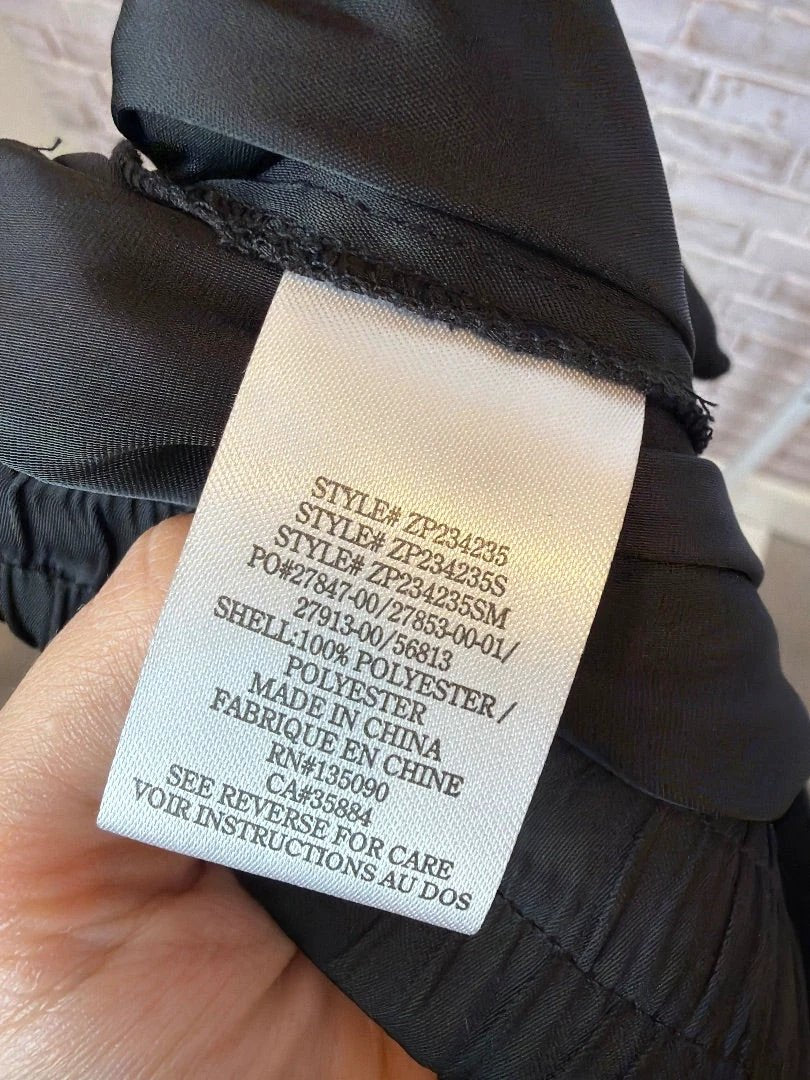 STYLE# ZP234235
STYLE# ZP234235S
STYLE# ZP234235SM
PO#27847-00/27853-00-01/
27913-00/56813
SHELL:100% POLYESTER/
POLYESTER
MADE IN CHINA
FABRIQUE EN CHINE
RN#135090
CA#35884
SEE REVERSE FOR CARE
VOIR INSTRUCTIONS AU DOS